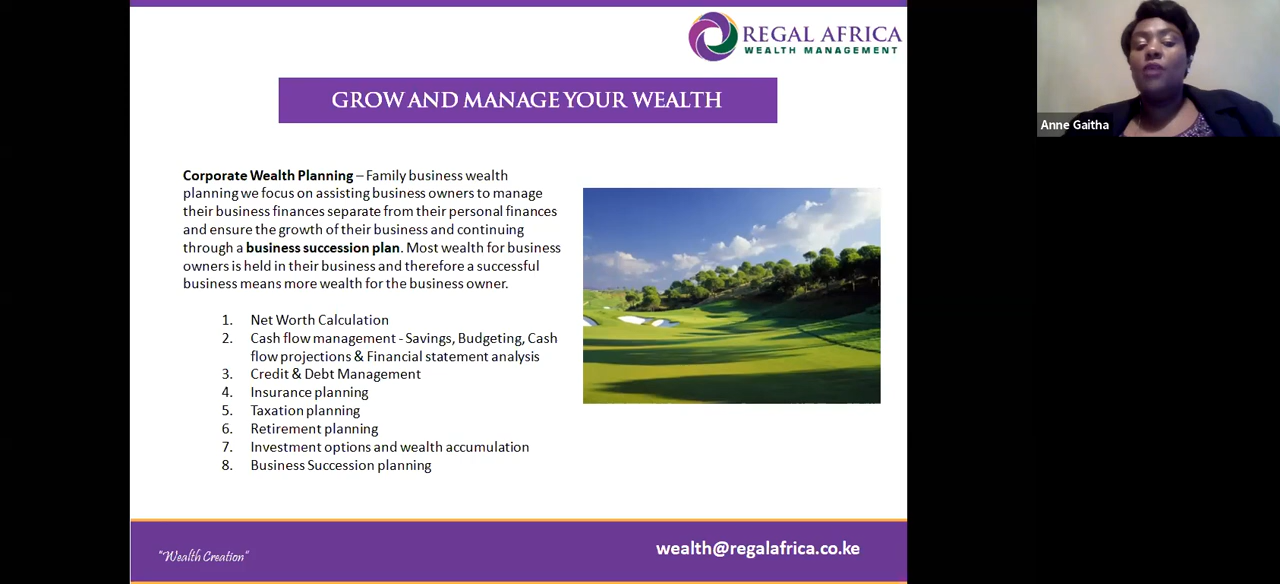 REGAL AFRICA
WEALTH MANAGEMENT
GROW AND MANAGE YOUR WEALTH
Anne Gaitha
Corporate Wealth Planning – Family business wealth
planning we focus on assisting business owners to manage
their business finances separate from their personal finances
and ensure the growth of their business and continuing
through a business succession plan. Most wealth for business
owners is held in their business and therefore a successful
business means more wealth for the business owner.
1. Net Worth Calculation
2. Cash flow management - Savings, Budgeting, Cash
flow projections & Financial statement analysis
3. Credit & Debt Management
4. Insurance planning
5. Taxation planning
6. Retirement planning
7. Investment options and wealth accumulation
8. Business Succession planning
"Wealth Creation"
wealth@regalafrica.co.ke